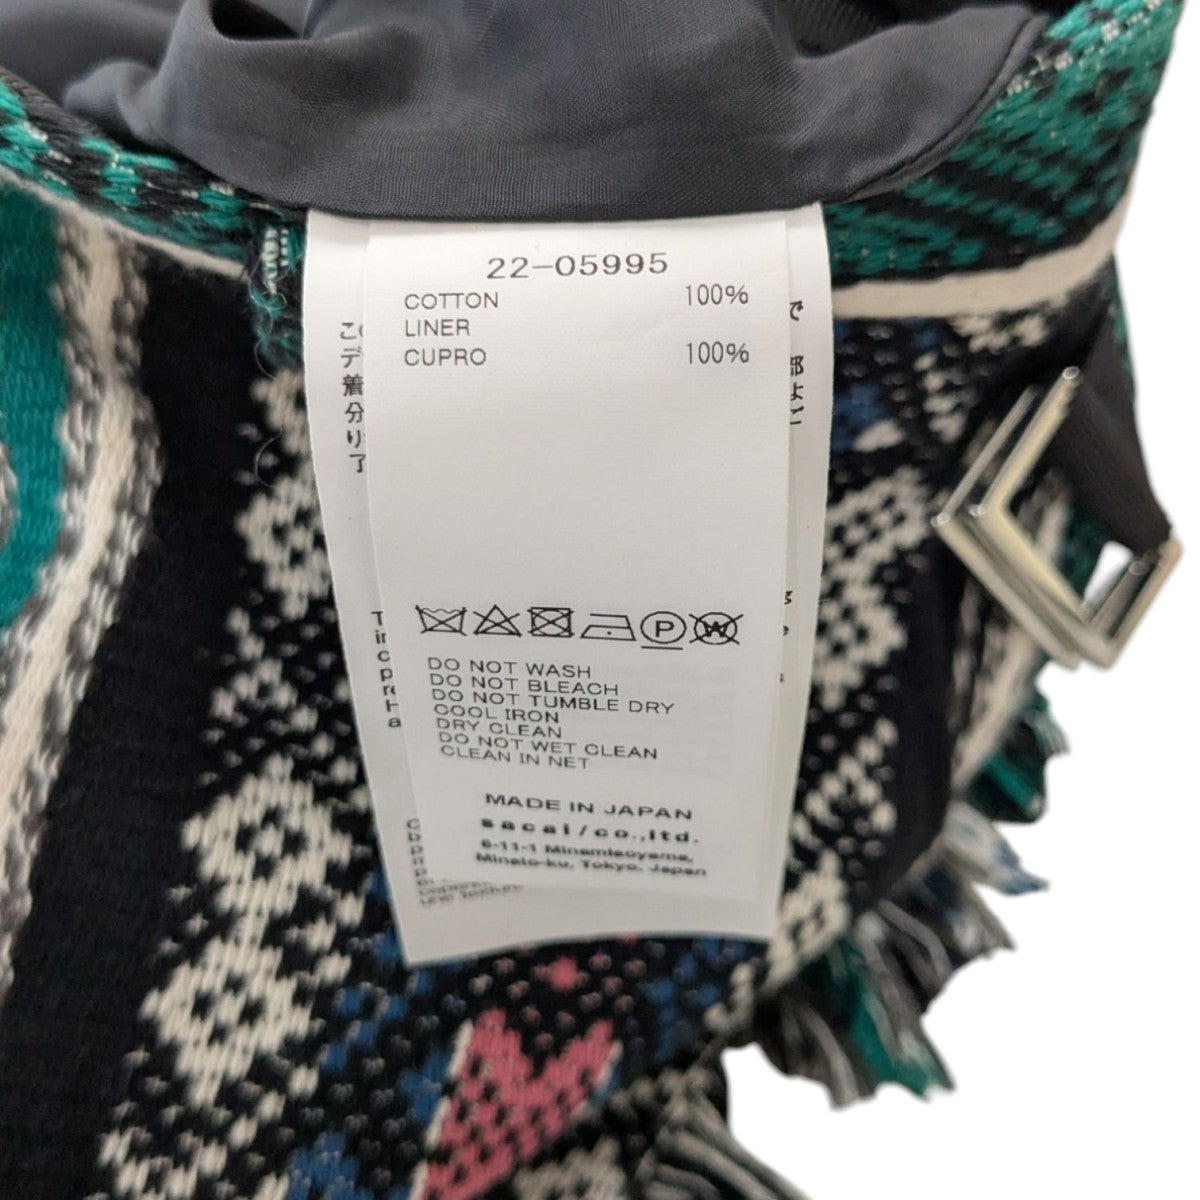 22-05995
COTTON 100%
LINER
CUPRO 100%
DO NOT WASH
DO NOT BLEACH
DO NOT TUMBLE DRY
COOL IRON
DRY CLEAN
DO NOT WET CLEAN
CLEAN IN NET
MADE IN JAPAN
sacai/co.,ltd.
6-11-1 Minamiaoyama,
Minato-ku, Tokyo, Japan